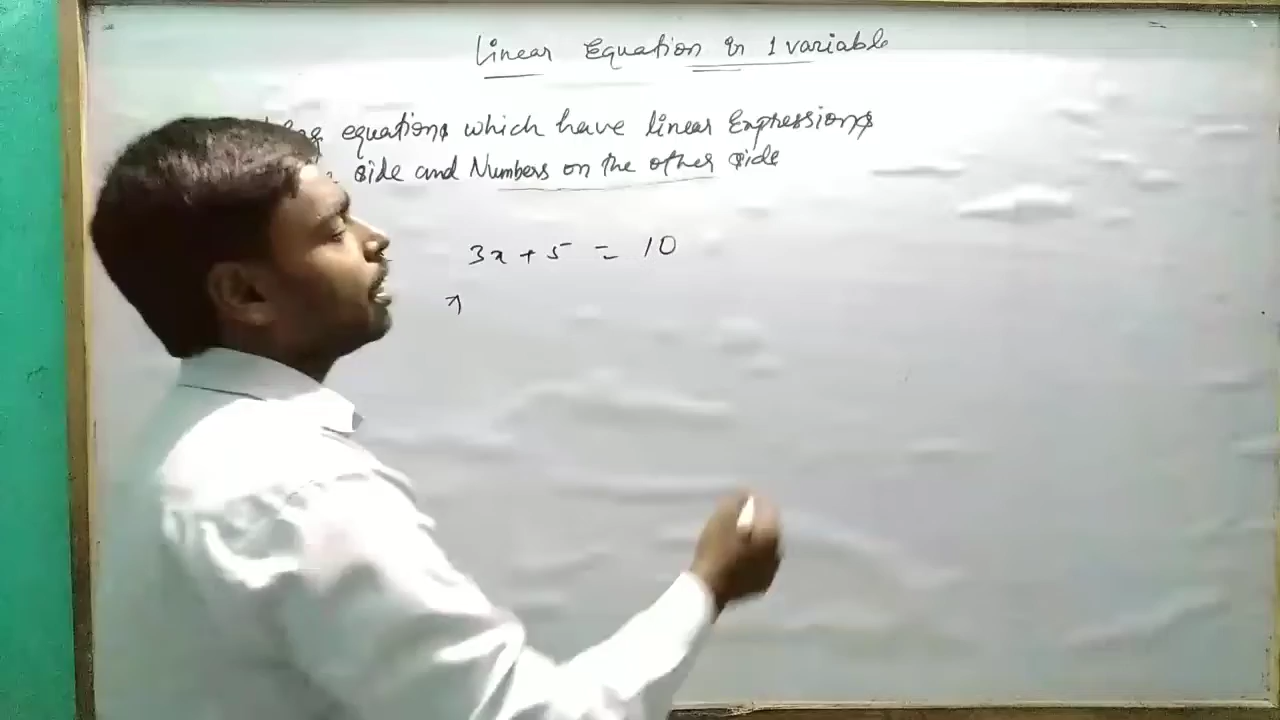 Linear Equation in 1 variable
equations which have linear Expressions
side and Numbers on the other side
3x + 5 = 10